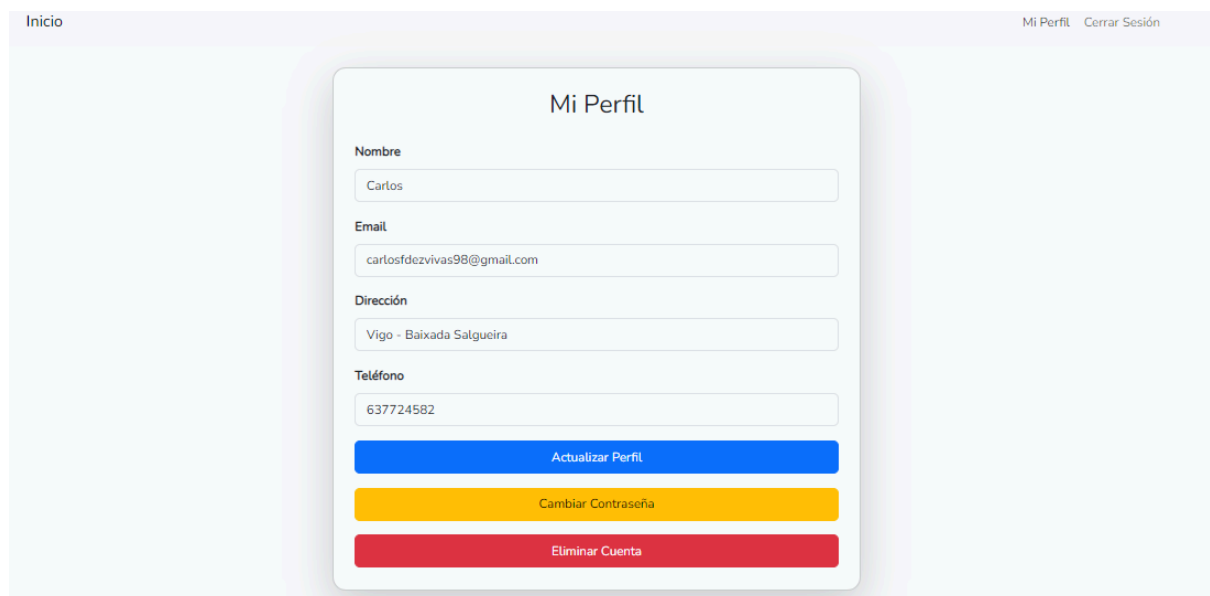 Inicio
Mi Perfil Cerrar Sesión
Mi Perfil
Nombre
Carlos
Email
carlosfdezvivas98@gmail.com
Dirección
Vigo - Baixada Salgueira
Teléfono
637724582
Actualizar Perfil
Cambiar Contraseña
Eliminar Cuenta